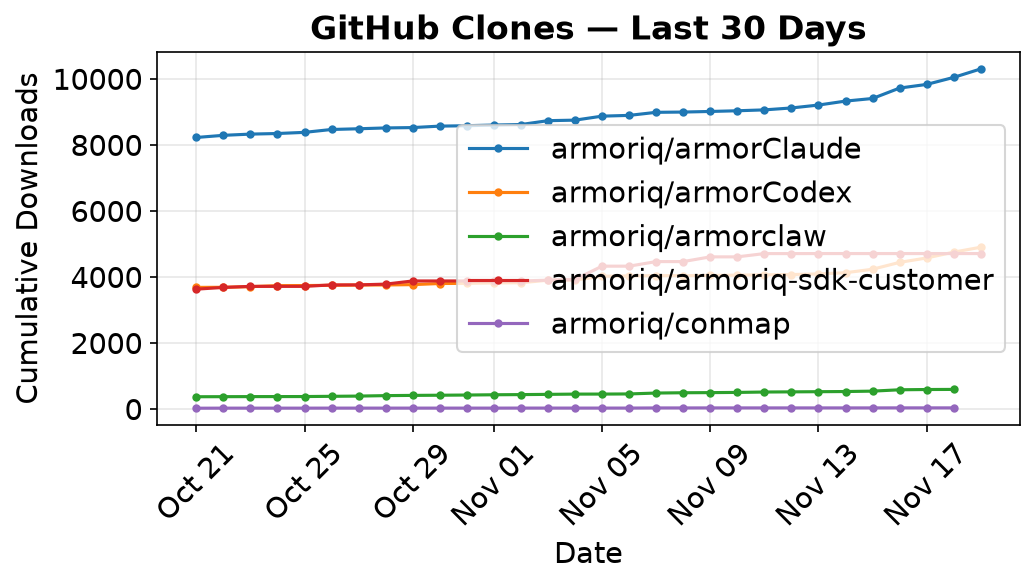 GitHub Clones — Last 30 Days
Cumulative Downloads
10000
8000
6000
4000
2000
0
armoriq/armorClaude
armoriq/armorCodex
armoriq/armorclaw
armoriq/armoriq-sdk-customer
armoriq/conmap
Oct 21
Oct 25
Oct 29
Nov 01
Nov 05
Nov 09
Nov 13
Nov 17
Date